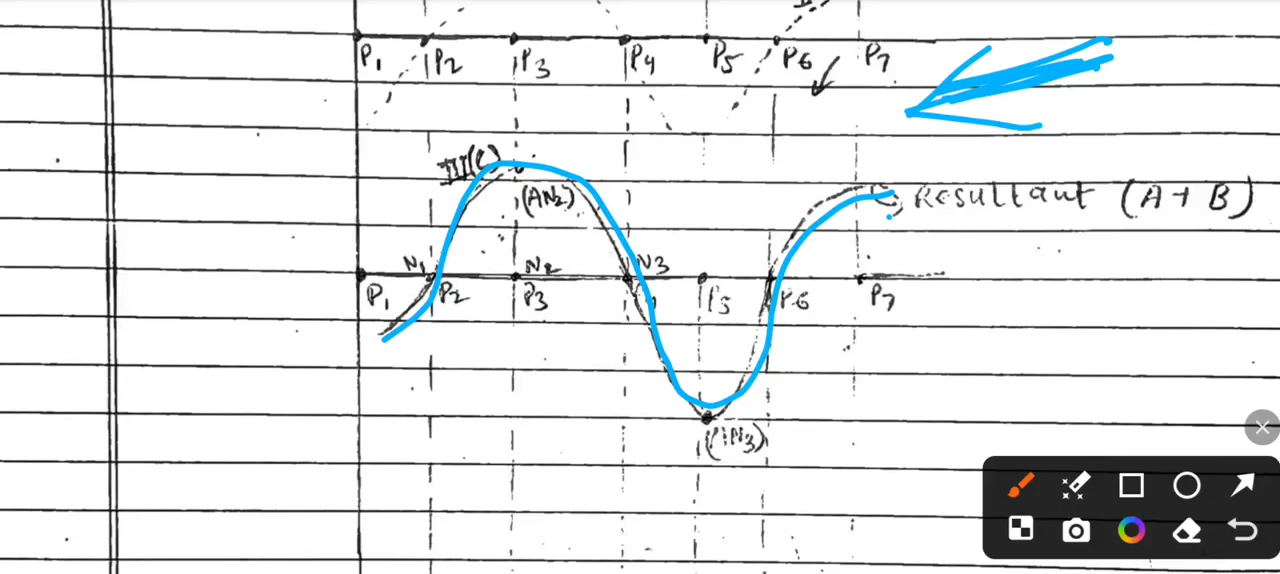 P1 P2 P3 P4 P5 P6 P7
III(C)
(AN2)
Resultant (A+B)
N1 N2 N3
P1 P2 P3 P5 P6 P7